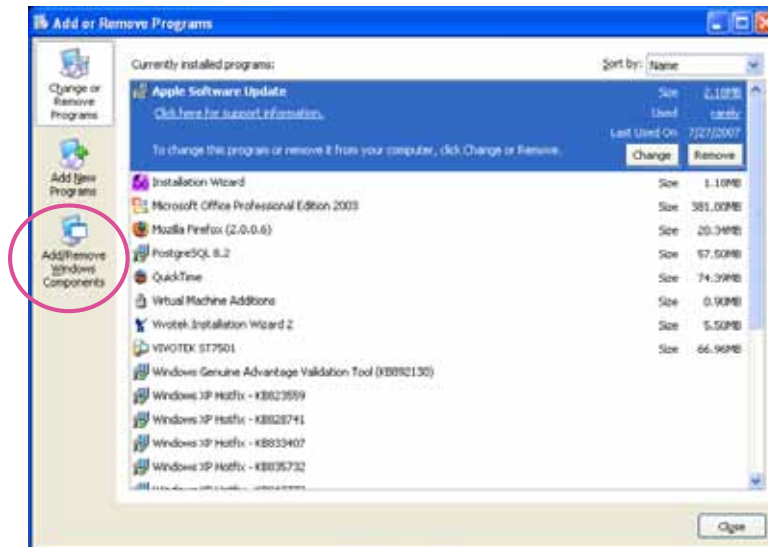 Add or Remove Programs
Change or Remove Programs
Add New Programs
Add/Remove Windows Components
Currently installed programs:
Sort by: Name
Apple Software Update Size 2.18MB
Click here for support information. Used rarely
Last Used On 7/27/2007
To change this program or remove it from your computer, click Change or Remove.
Change Remove
Installation Wizard Size 1.10MB
Microsoft Office Professional Edition 2003 Size 381.00MB
Mozilla Firefox (2.0.0.6) Size 20.34MB
PostgreSQL 8.2 Size 57.50MB
QuickTime Size 74.39MB
Virtual Machine Additions Size 0.90MB
Vivotek Installation Wizard 2 Size 5.50MB
VIVOTEK ST7501 Size 66.96MB
Windows Genuine Advantage Validation Tool (KB892130)
Windows XP Hotfix - KB823559
Windows XP Hotfix - KB828741
Windows XP Hotfix - KB833407
Windows XP Hotfix - KB835732
Close